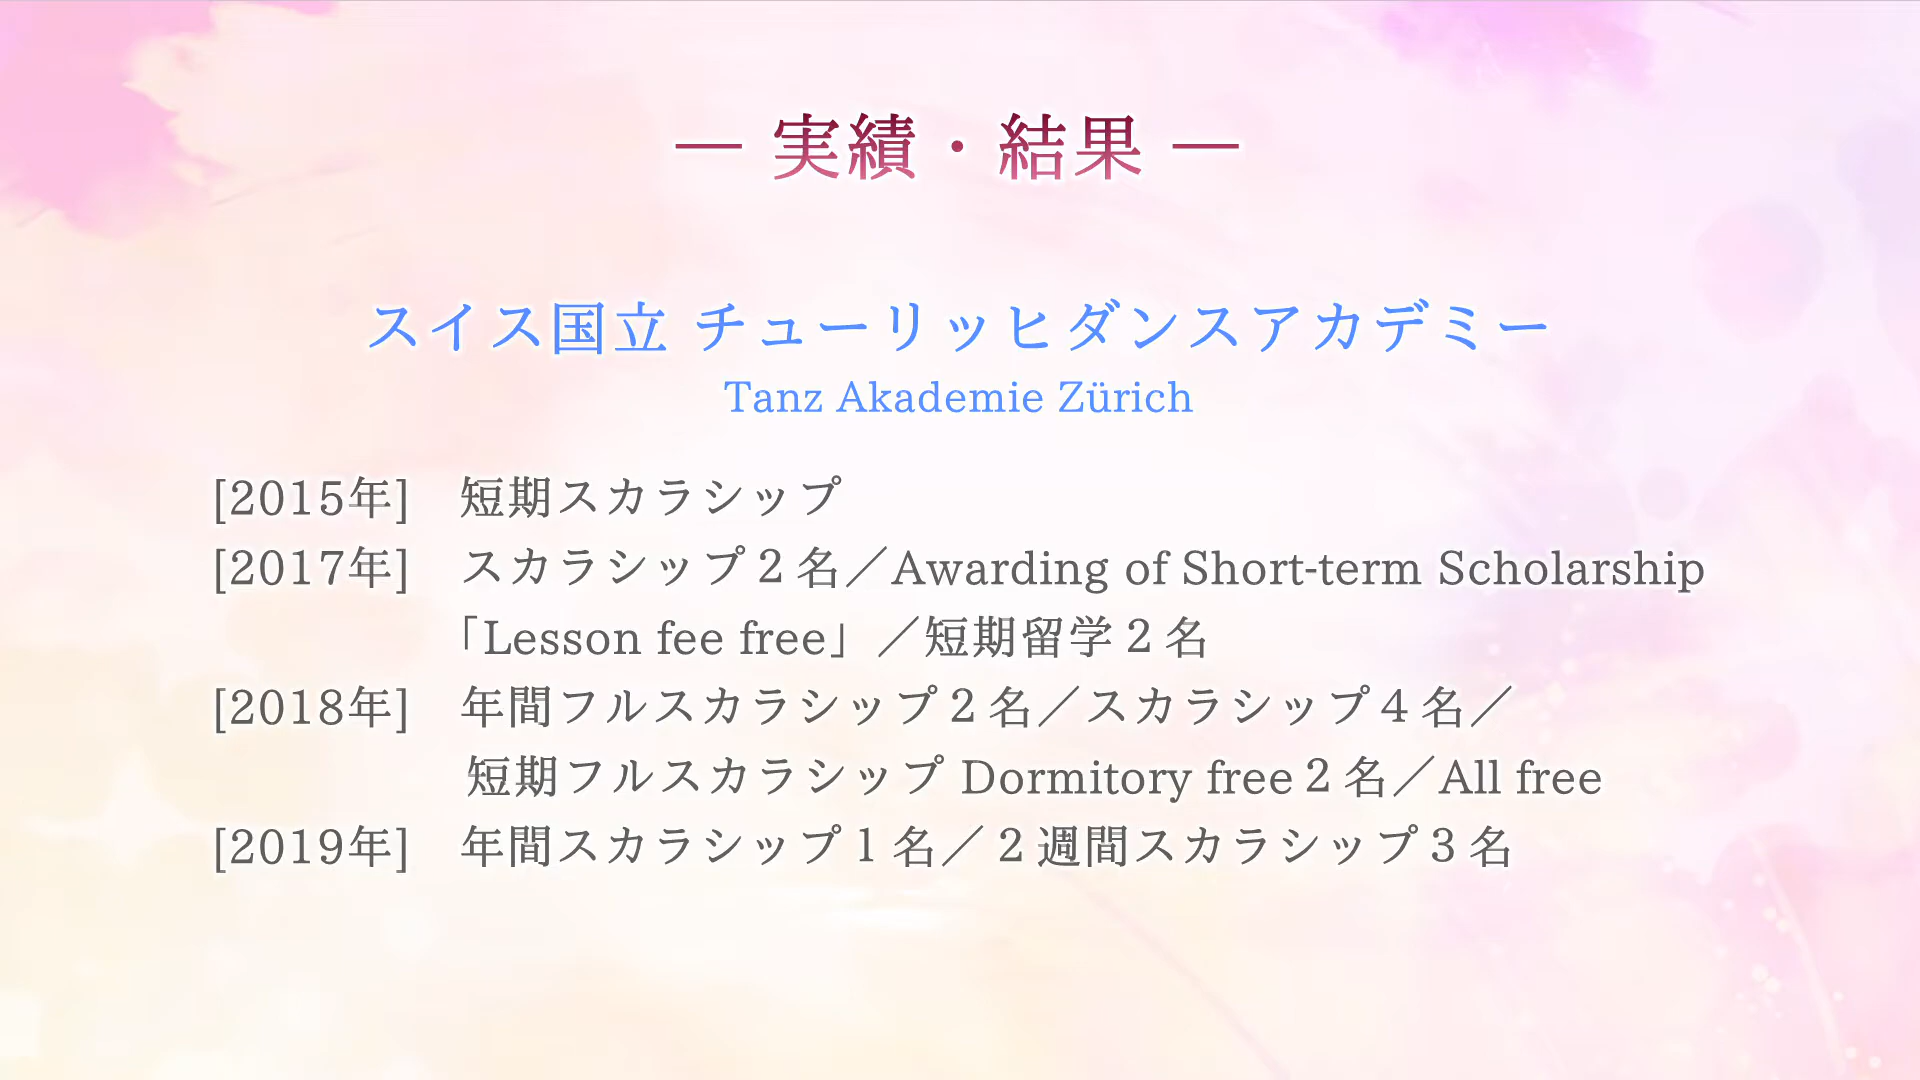 ― 実績・結果 ―
スイス国立 チューリッヒダンスアカデミー
Tanz Akademie Zürich
[2015年]　短期スカラシップ
[2017年]　スカラシップ２名／Awarding of Short-term Scholarship
「Lesson fee free」／短期留学２名
[2018年]　年間フルスカラシップ２名／スカラシップ４名／
短期フルスカラシップ Dormitory free２名／All free
[2019年]　年間スカラシップ１名／２週間スカラシップ３名